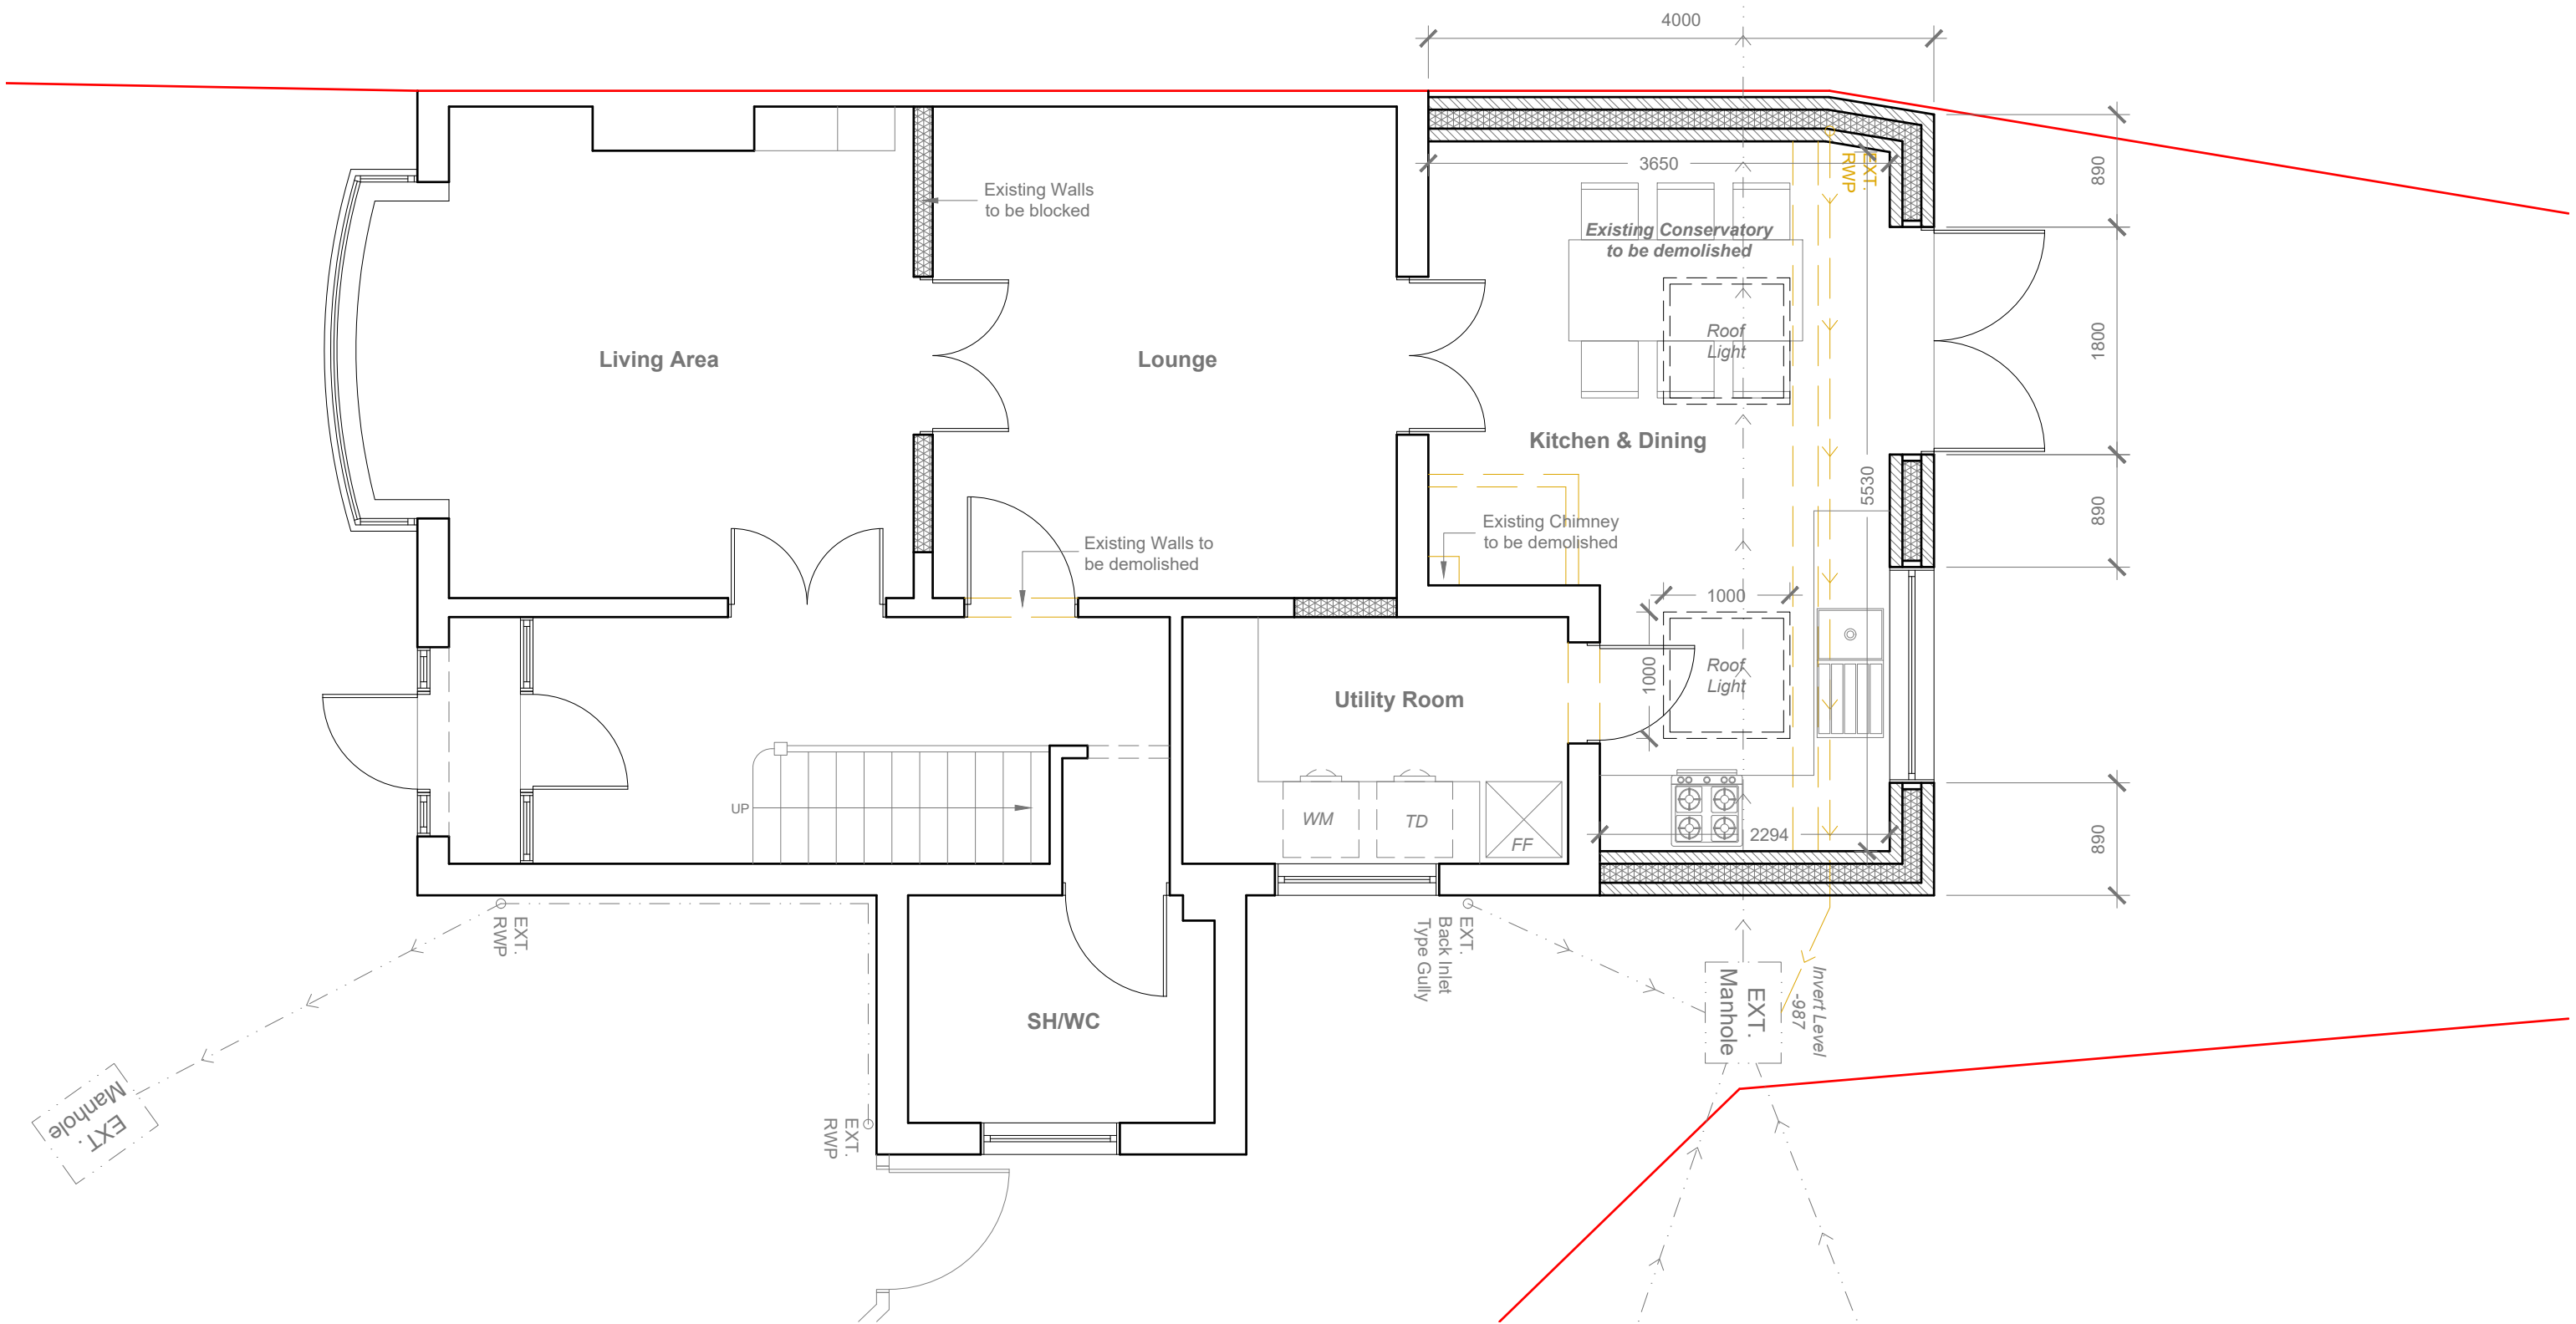 4000
890
3650
EXT.
RWP
Existing Walls
to be blocked
Existing Conservatory
to be demolished
Roof
Light
1800
Living Area
Lounge
Kitchen & Dining
5530
890
Existing Chimney
to be demolished
Existing Walls to
be demolished
1000
1000
Roof
Light
Utility Room
UP
WM
TD
FF
2294
890
EXT.
RWP
EXT.
Back Inlet
Type Gully
Invert Level
-987
EXT.
Manhole
SH/WC
EXT.
Manhole
EXT.
RWP